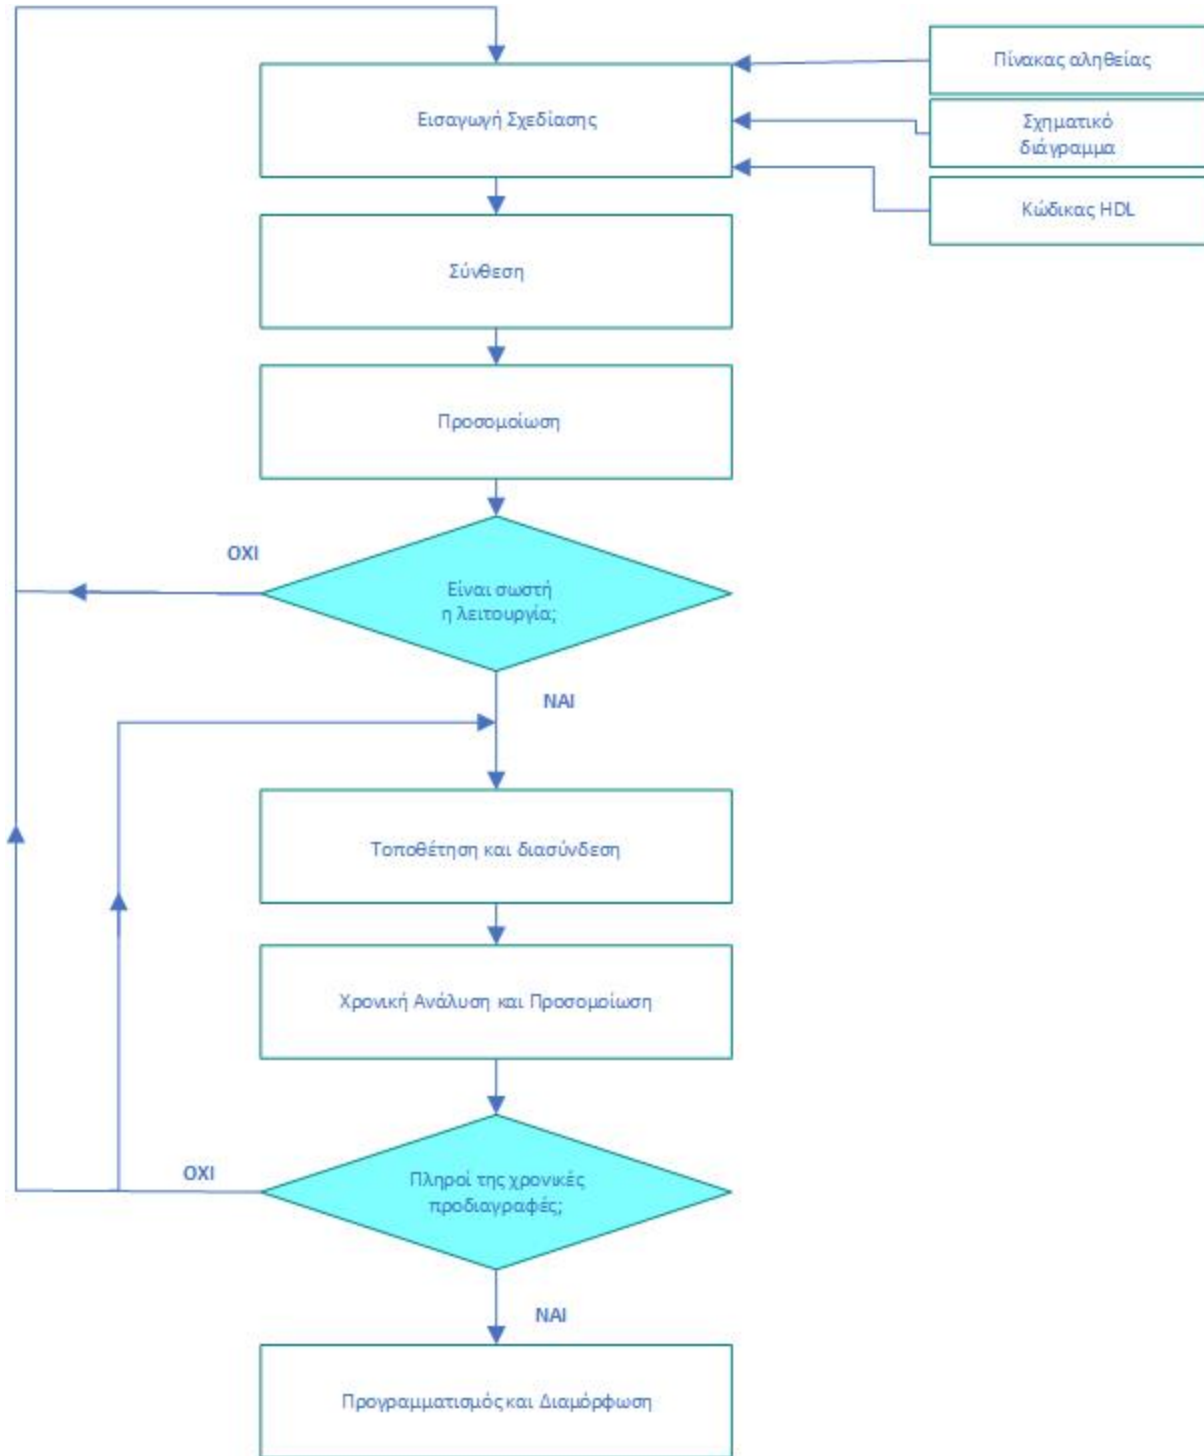 Πίνακας αληθείας
Εισαγωγή Σχεδίασης
Σχηματικό
διάγραμμα
Κώδικας HDL
Σύνθεση
Προσομοίωση
ΟΧΙ
Είναι σωστή
η λειτουργία;
ΝΑΙ
Τοποθέτηση και διασύνδεση
Χρονική Ανάλυση και Προσομοίωση
ΟΧΙ
Πληροί της χρονικές
προδιαγραφές;
ΝΑΙ
Προγραμματισμός και Διαμόρφωση